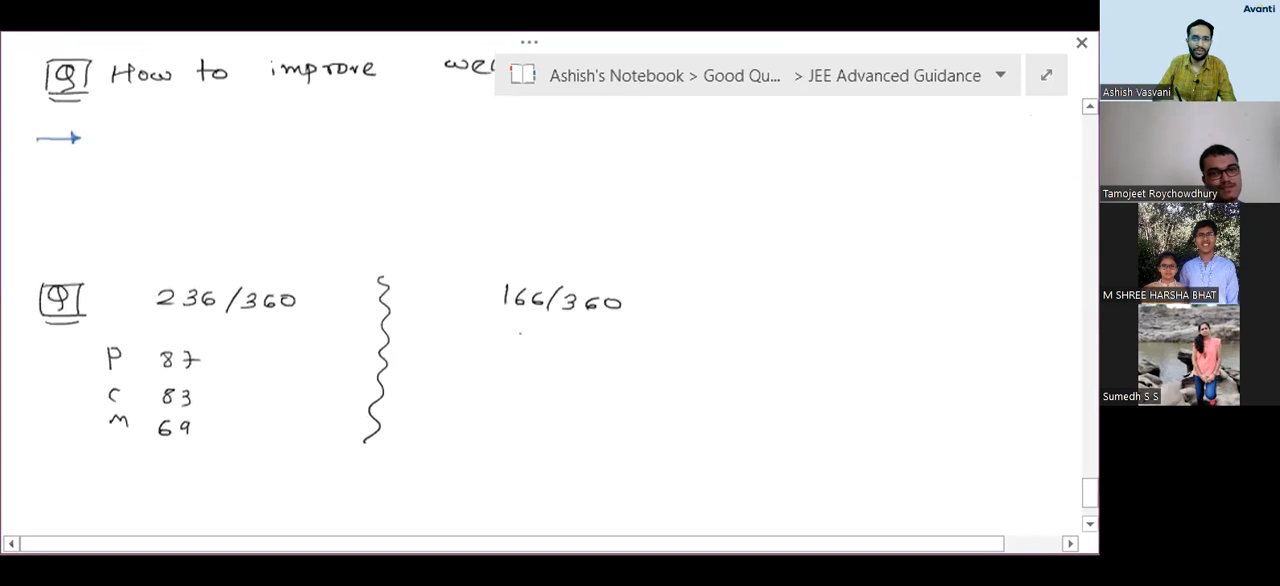 Avanti
Q How to improve
Ashish's Notebook > Good Qu... > JEE Advanced Guidance
Ashish Vasvani
Tamojeet Roychowdhury
M SHREE HARSHA BHAT
Sumedh S S
Q 236/360 166/360
P 87
C 83
M 69